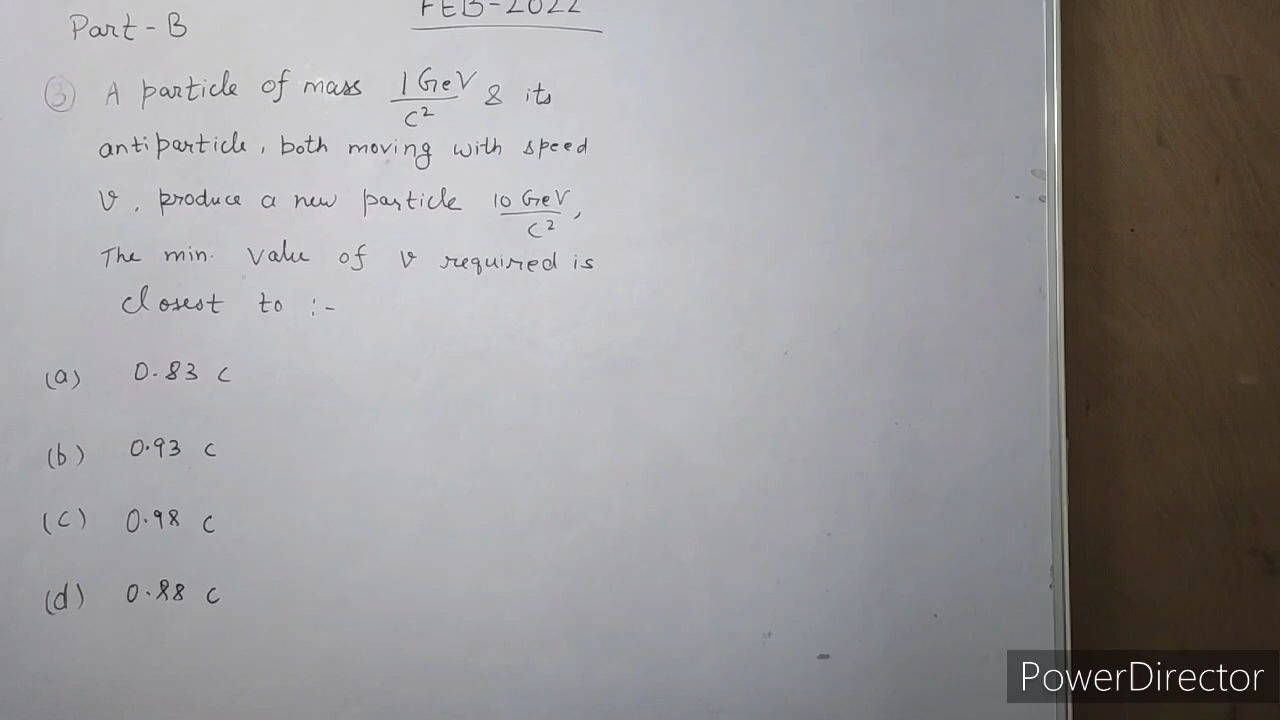 FEB-2022
Part-B
③ A particle of mass 1 GeV/c² & its
antiparticle, both moving with speed
v, produce a new particle 10 GeV/c²,
The min. value of v required is
closest to :-
(a) 0.83 c
(b) 0.93 c
(c) 0.98 c
(d) 0.88 c
PowerDirector